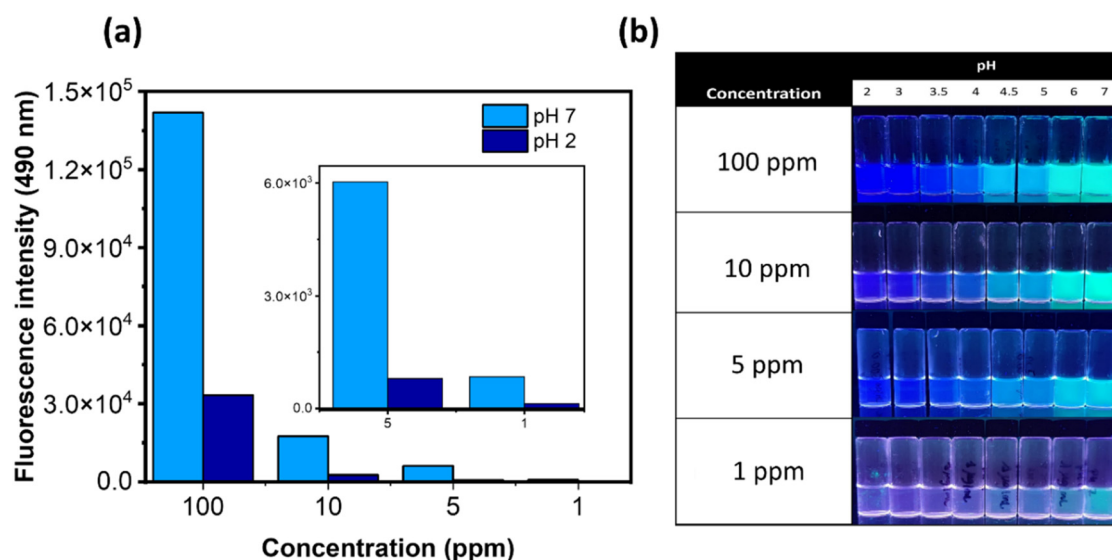 (a)
Fluorescence intensity (490 nm)
1.5×10⁵
1.2×10⁵
9.0×10⁴
6.0×10⁴
3.0×10⁴
0.0
pH 7
pH 2
6.0×10³
3.0×10³
0.0
5 1
100 10 5 1
Concentration (ppm)
(b)
pH
Concentration 2 3 3.5 4 4.5 5 6 7
100 ppm
10 ppm
5 ppm
1 ppm